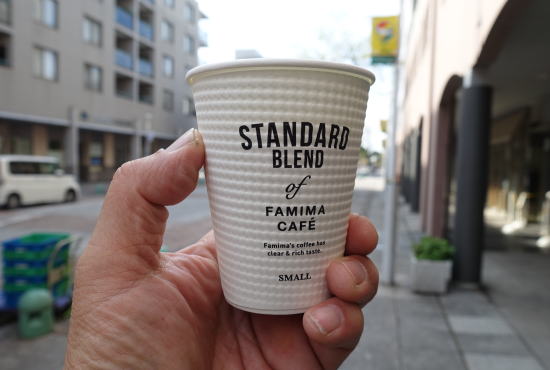 STANDARD
BLEND
of
FAMIMA
CAFÉ
Famima's coffee has
clear & rich taste.
SMALL